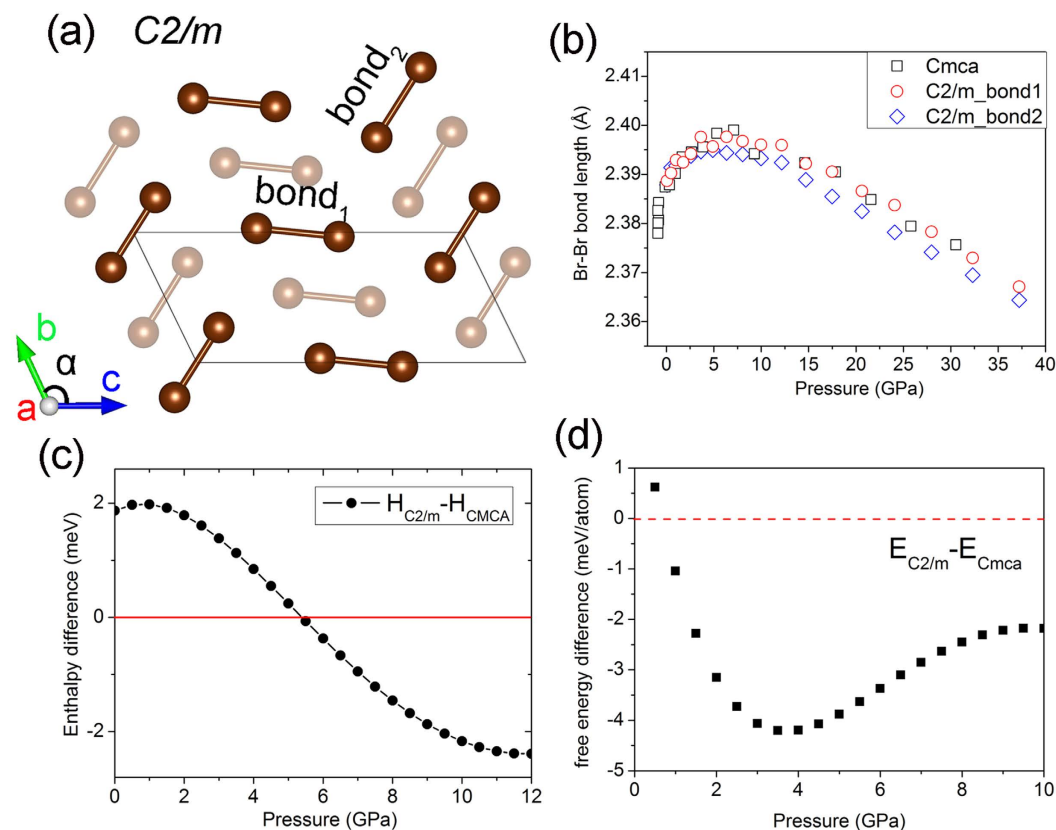 (a) C2/m
bond2
bond1
b
α
c
a
(b)
2.41
2.40
2.39
2.38
2.37
2.36
Br-Br bond length (Å)
Cmca
C2/m_bond1
C2/m_bond2
0 5 10 15 20 25 30 35 40
Pressure (GPa)
(c)
2
0
-2
Enthalpy difference (meV)
H_C2/m-H_CMCA
0 2 4 6 8 10 12
Pressure (GPa)
(d)
1
0
-1
-2
-3
-4
-5
free energy difference (meV/atom)
E_C2/m-E_Cmca
0 2 4 6 8 10
Pressure (GPa)